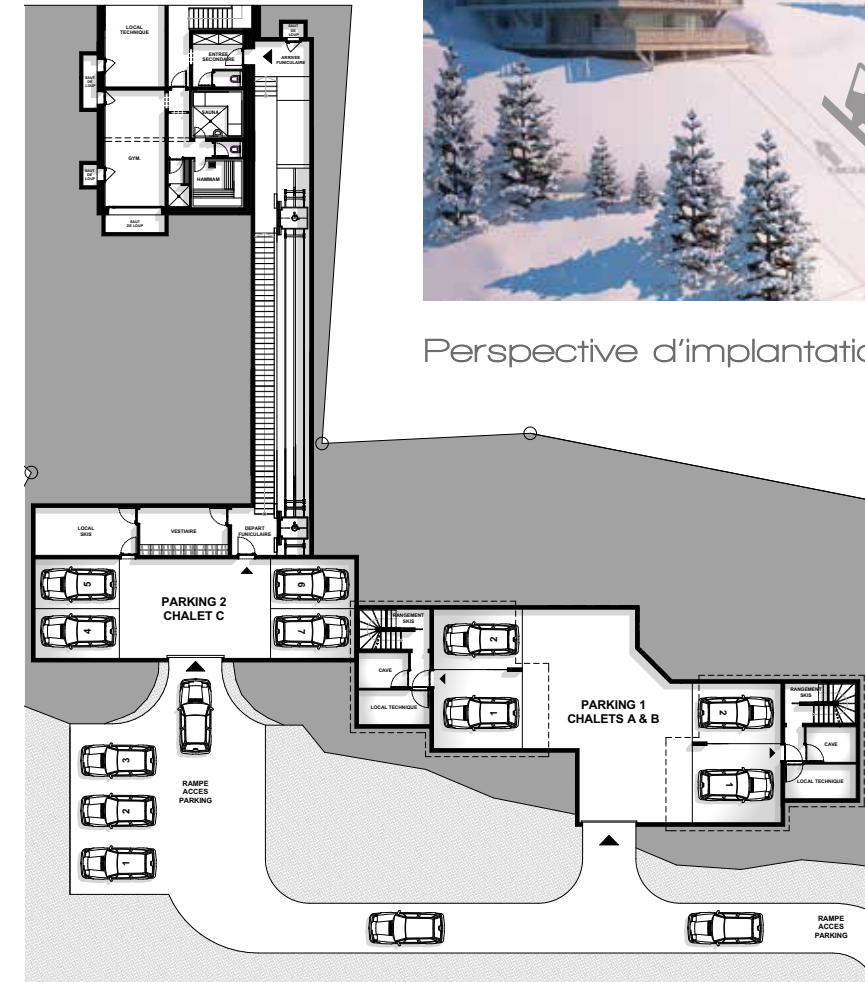 LOCAL
TECHNIQUE
SAUT
DE
LOUP
ENTREE
SECONDAIRE
ARRIVEE
FUNICULAIRE
SAUT
DE
LOUP
SAUNA
GYM.
SAUT
DE
LOUP
HAMMAM
SAUT
DE LOUP
Perspective d'implantatio
LOCAL
SKIS
VESTIAIRE
DEPART
FUNICULAIRE
5
6
PARKING 2
CHALET C
4
7
RANGEMENT
SKIS
2
CAVE
LOCAL TECHNIQUE
1
PARKING 1
CHALETS A & B
RANGEMENT
SKIS
2
CAVE
1
LOCAL TECHNIQUE
3
RAMPE
ACCES
PARKING
2
1
RAMPE
ACCES
PARKING